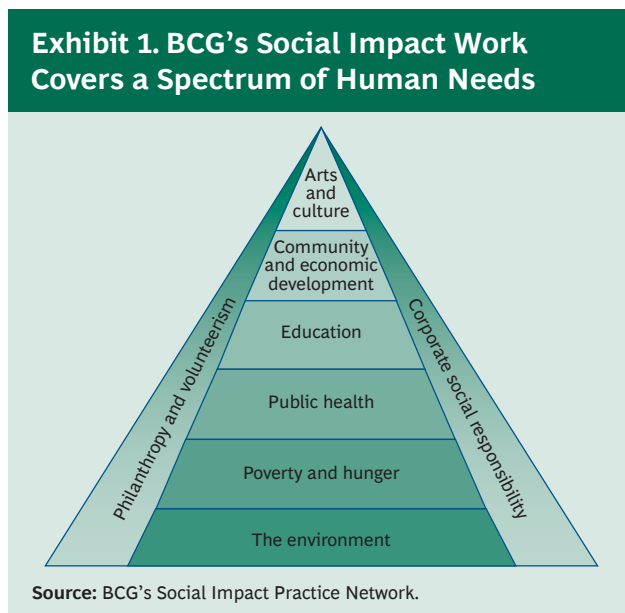 Exhibit 1. BCG’s Social Impact Work
Covers a Spectrum of Human Needs
Arts
and
culture
Community
and economic
development
Education
Public health
Poverty and hunger
The environment
Philanthropy and volunteerism
Corporate social responsibility
Source: BCG’s Social Impact Practice Network.